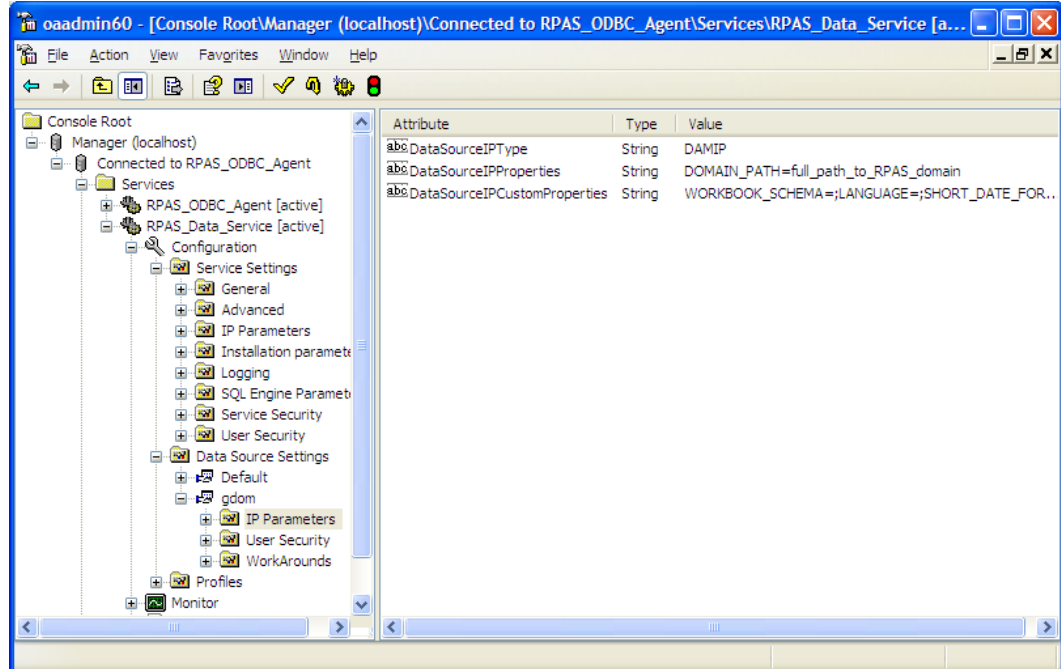 oaadmin60 - [Console Root\Manager (localhost)\Connected to RPAS_ODBC_Agent\Services\RPAS_Data_Service [a...
File Action View Favorites Window Help
Console Root
Manager (localhost)
Connected to RPAS_ODBC_Agent
Services
RPAS_ODBC_Agent [active]
RPAS_Data_Service [active]
Configuration
Service Settings
General
Advanced
IP Parameters
Installation paramete
Logging
SQL Engine Paramet
Service Security
User Security
Data Source Settings
Default
gdom
IP Parameters
User Security
WorkArounds
Profiles
Monitor
Attribute Type Value
abc DataSourceIPType String DAMIP
abc DataSourceIPProperties String DOMAIN_PATH=full_path_to_RPAS_domain
abc DataSourceIPCustomProperties String WORKBOOK_SCHEMA=;LANGUAGE=;SHORT_DATE_FOR...